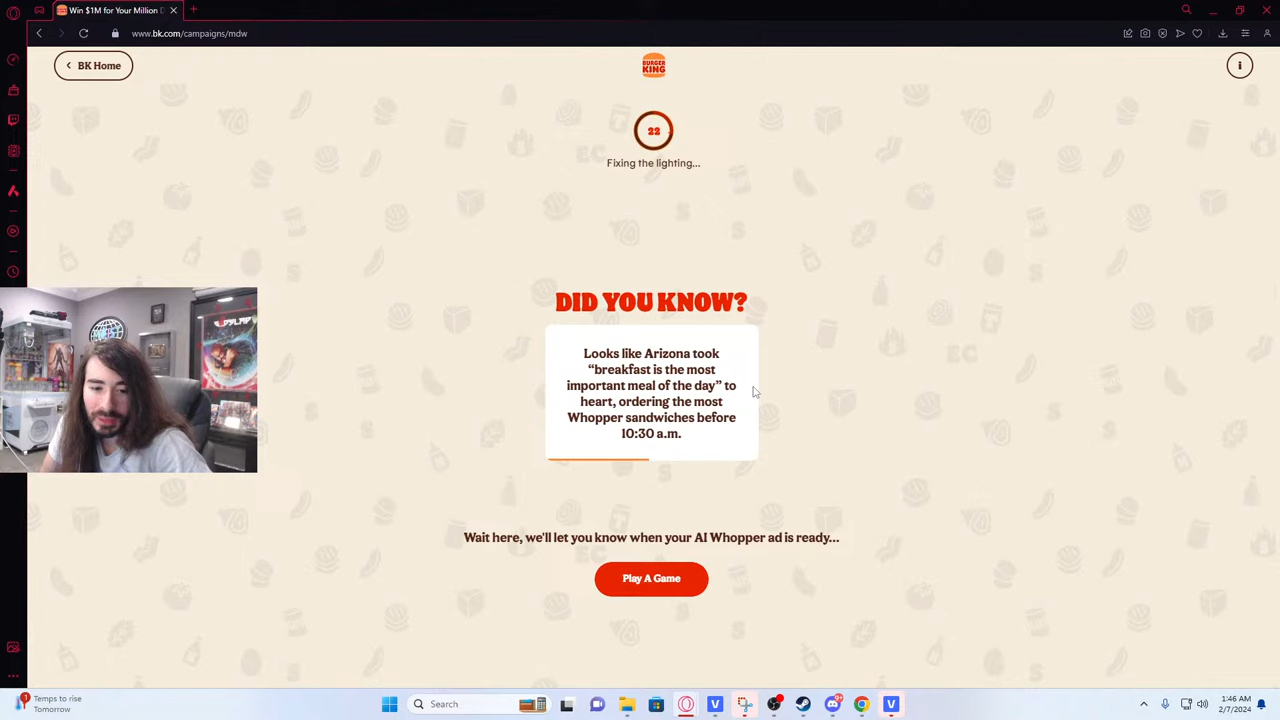 Win $1M for Your Million D
www.bk.com/campaigns/mdw
BK Home
BURGER
KING
i
22
Fixing the lighting...
DID YOU KNOW?
Looks like Arizona took
“breakfast is the most
important meal of the day” to
heart, ordering the most
Whopper sandwiches before
10:30 a.m.
Wait here, we'll let you know when your AI Whopper ad is ready...
Play A Game
1
Temps to rise
Tomorrow
Search
1:46 AM
2/7/2024